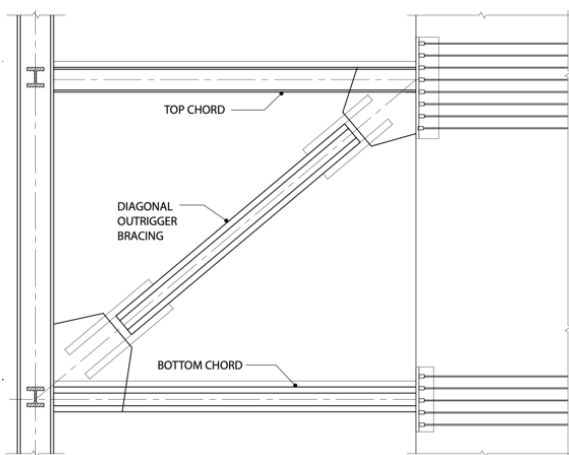 TOP CHORD
DIAGONAL
OUTRIGGER
BRACING
BOTTOM CHORD